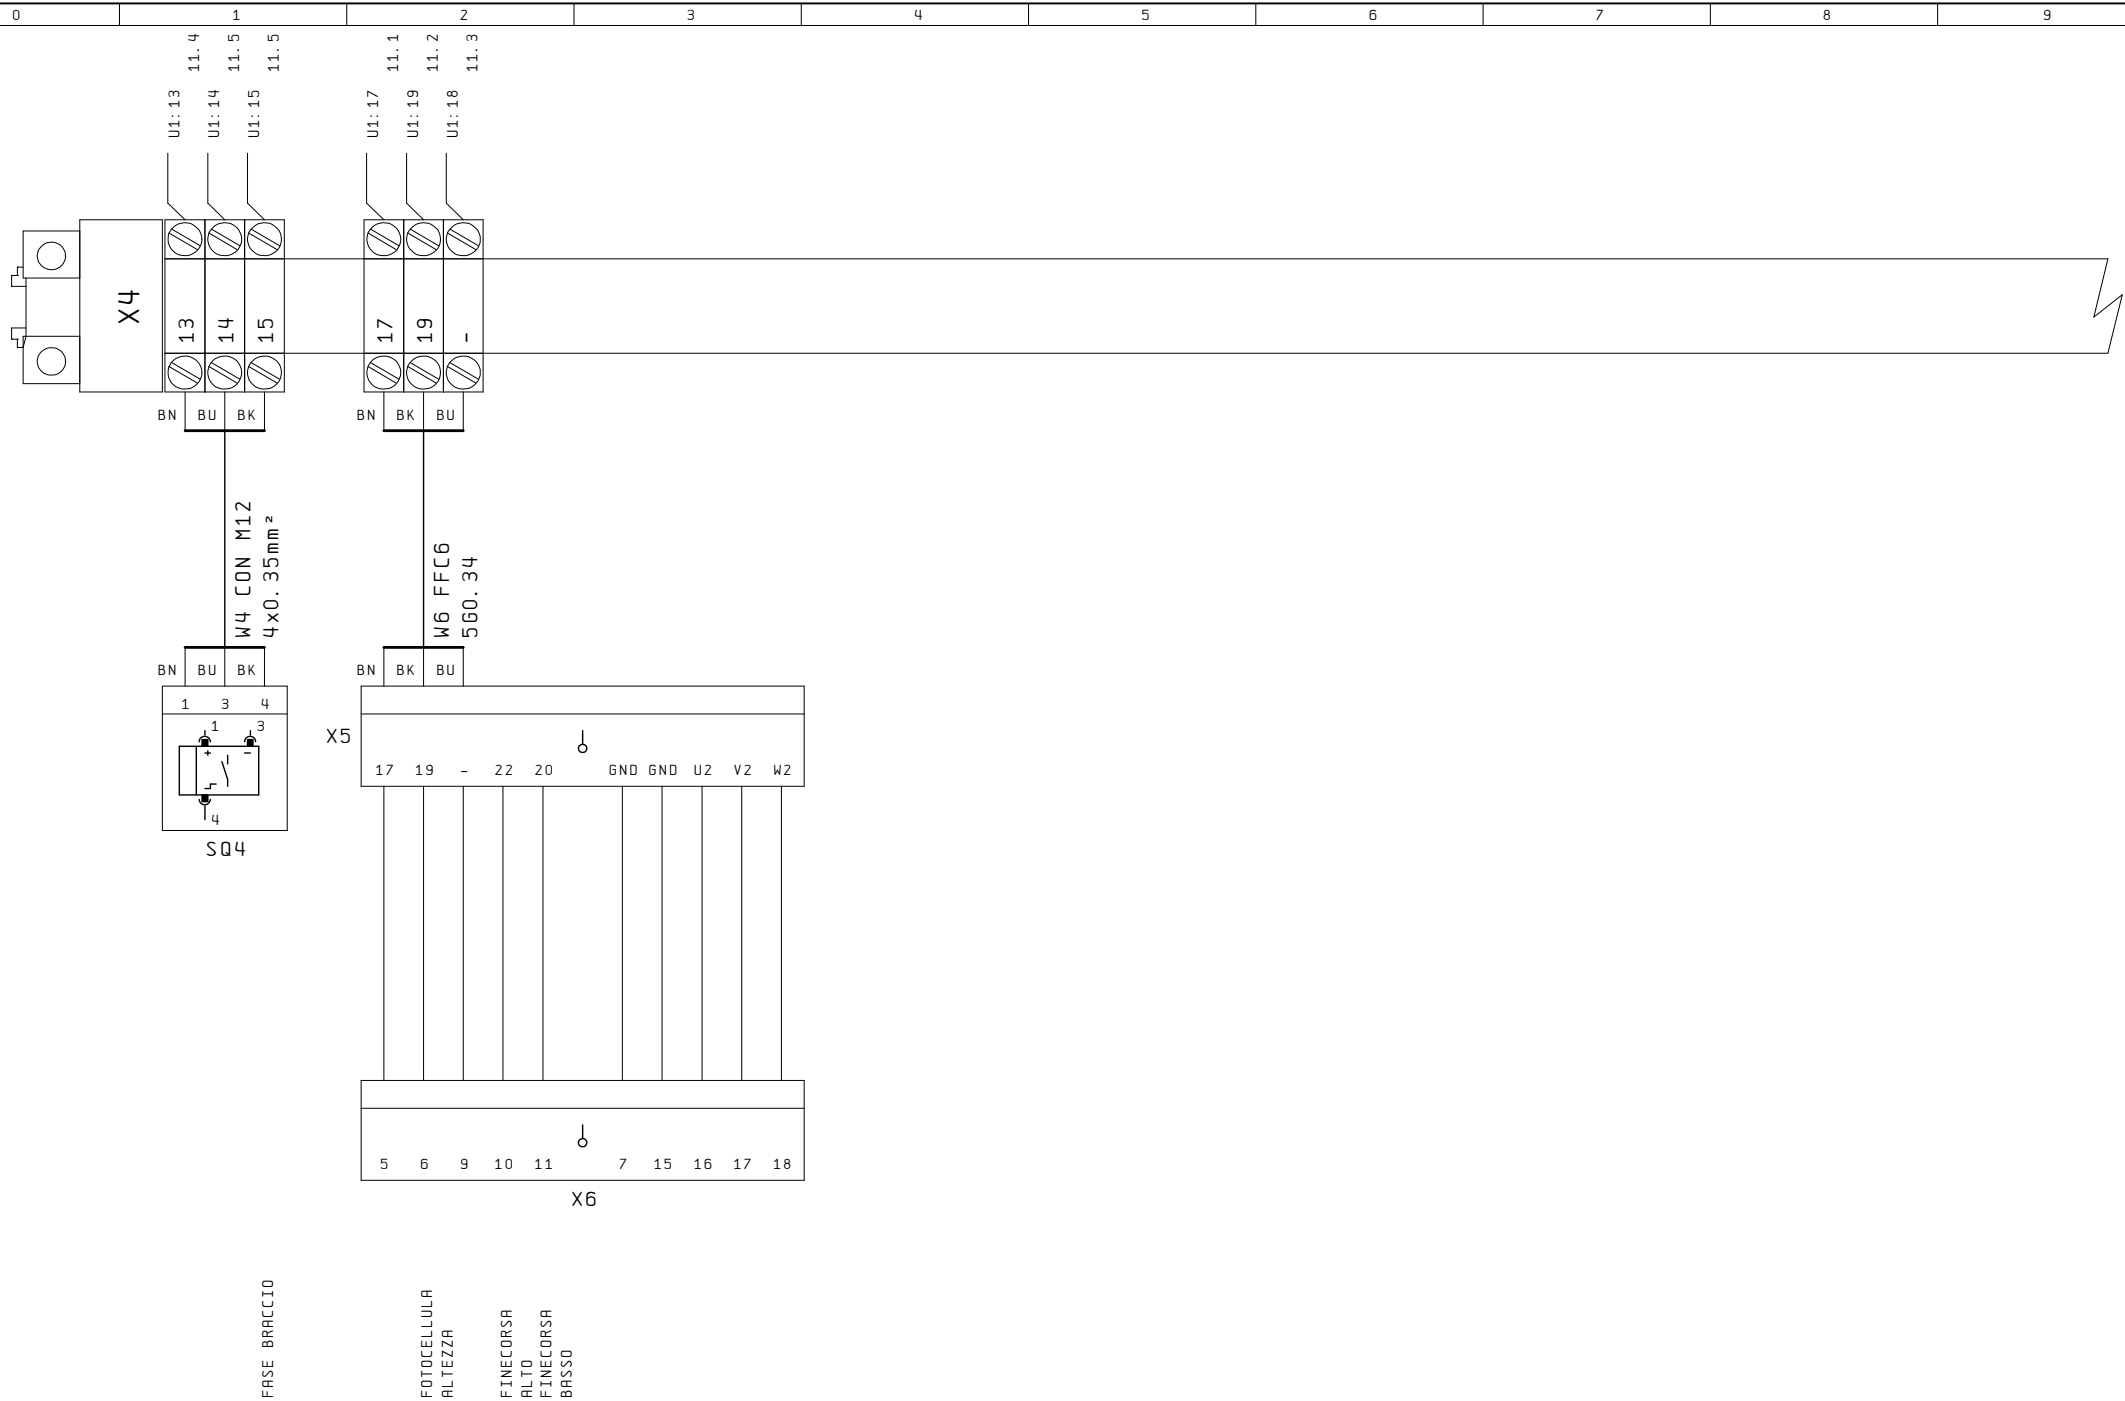 0 1 2 3 4 5 6 7 8 9
11.4 11.5 11.5 11.1 11.2 11.3
U1:13 U1:14 U1:15 U1:17 U1:19 U1:18
X4
13 14 15 17 19 -
BN BU BK BN BK BU
W4 CON M12
4x0.35mm²
W6 FFC6
5G0.34
BN BU BK BN BK BU
1 3 4
1 3
+ -
4
SQ4
X5
17 19 - 22 20 GND GND U2 V2 W2
5 6 9 10 11 7 15 16 17 18
X6
FASE BRACCIO
FOTOCELLULA
ALTEZZA
FINECORSA
ALTO
FINECORSA
BASSO